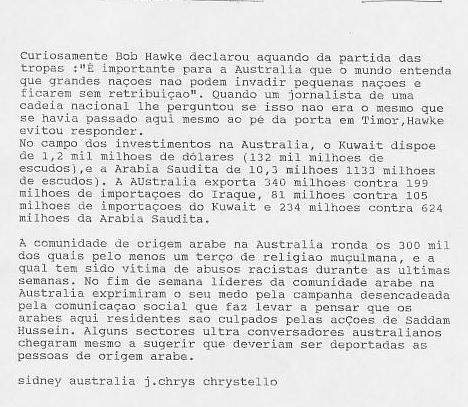 Curiosamente Bob Hawke declarou aquando da partida das
tropas :"È importante para a Australia que o mundo entenda
que grandes naçoes nao podem invadir pequenas naçoes e
ficarem sem retribuiçao". Quando um jornalista de uma
cadeia nacional lhe perguntou se isso nao era o mesmo que
se havia passado aqui mesmo ao pé da porta em Timor,Hawke
evitou responder.
No campo dos investimentos na Australia, o Kuwait dispoe
de 1,2 mil milhoes de dólares (132 mil milhoes de
escudos),e a Arabia Saudita de 10,3 milhoes 1133 milhoes
de escudos). A AUstralia exporta 340 milhoes contra 199
milhoes de importaçoes do Iraque, 81 milhoes contra 105
milhoes de importaçoes do Kuwait e 234 milhoes contra 624
milhoes da Arabia Saudita.
A comunidade de origem arabe na Australia ronda os 300 mil
dos quais pelo menos um terço de religiao muçulmana, e a
qual tem sido vitima de abusos racistas durante as ultimas
semanas. No fim de semana lideres da comunidade arabe na
Australia exprimiram o seu medo pela campanha desencadeada
pela comunicaçao social que faz levar a pensar que os
arabes aqui residentes sao culpados pelas acÇoes de Saddam
Hussein. Alguns sectores ultra conversadores australianos
chegaram mesmo a sugerir que deveriam ser deportadas as
pessoas de origem arabe.
sidney australia j.chrys chrystello